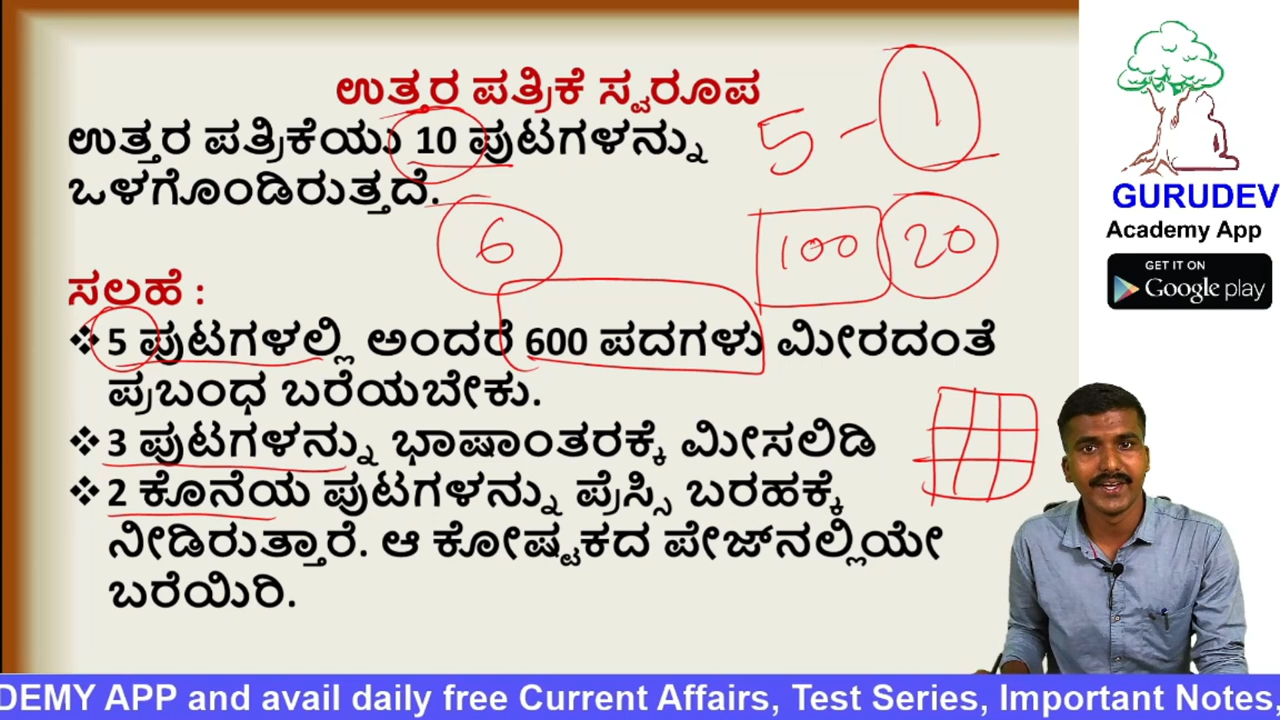 ಉತ್ತರ ಪತ್ರಿಕೆ ಸ್ವರೂಪ
ಉತ್ತರ ಪತ್ರಿಕೆಯು 10 ಪುಟಗಳನ್ನು
ಒಳಗೊಂಡಿರುತ್ತದೆ.
5 - 1
6
100 20
ಸಲಹೆ :
❖5 ಪುಟಗಳಲ್ಲಿ ಅಂದರೆ 600 ಪದಗಳು ಮೀರದಂತೆ
ಪ್ರಬಂಧ ಬರೆಯಬೇಕು.
❖3 ಪುಟಗಳನ್ನು ಭಾಷಾಂತರಕ್ಕೆ ಮೀಸಲಿಡಿ
❖2 ಕೊನೆಯ ಪುಟಗಳನ್ನು ಪ್ರೆಸ್ಸಿ ಬರಹಕ್ಕೆ
ನೀಡಿರುತ್ತಾರೆ. ಆ ಕೋಷ್ಟಕದ ಪೇಜ್‌ನಲ್ಲಿಯೇ
ಬರೆಯಿರಿ.
GURUDEV
Academy App
GET IT ON
Google play
DEMY APP and avail daily free Current Affairs, Test Series, Important Notes,